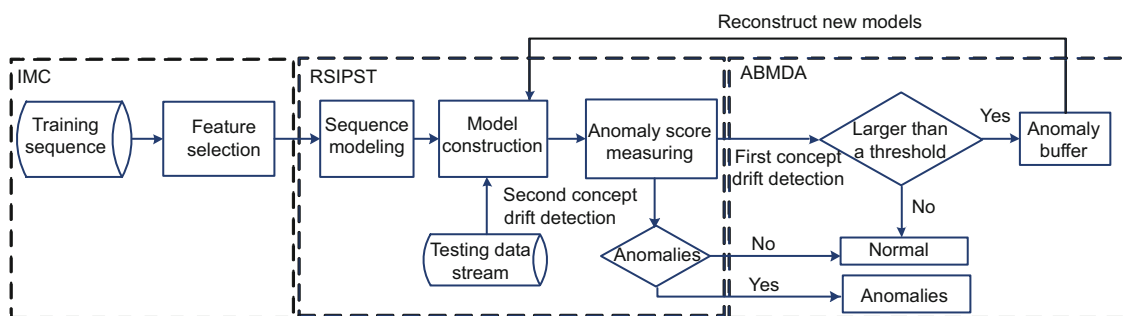 Reconstruct new models
IMC
RSIPST
ABMDA
Training
sequence
Feature
selection
Sequence
modeling
Model
construction
Anomaly score
measuring
First concept
drift detection
Larger than
a threshold
Yes
Anomaly
buffer
Second concept
drift detection
No
Testing data
stream
Anomalies
No
Normal
Yes
Anomalies